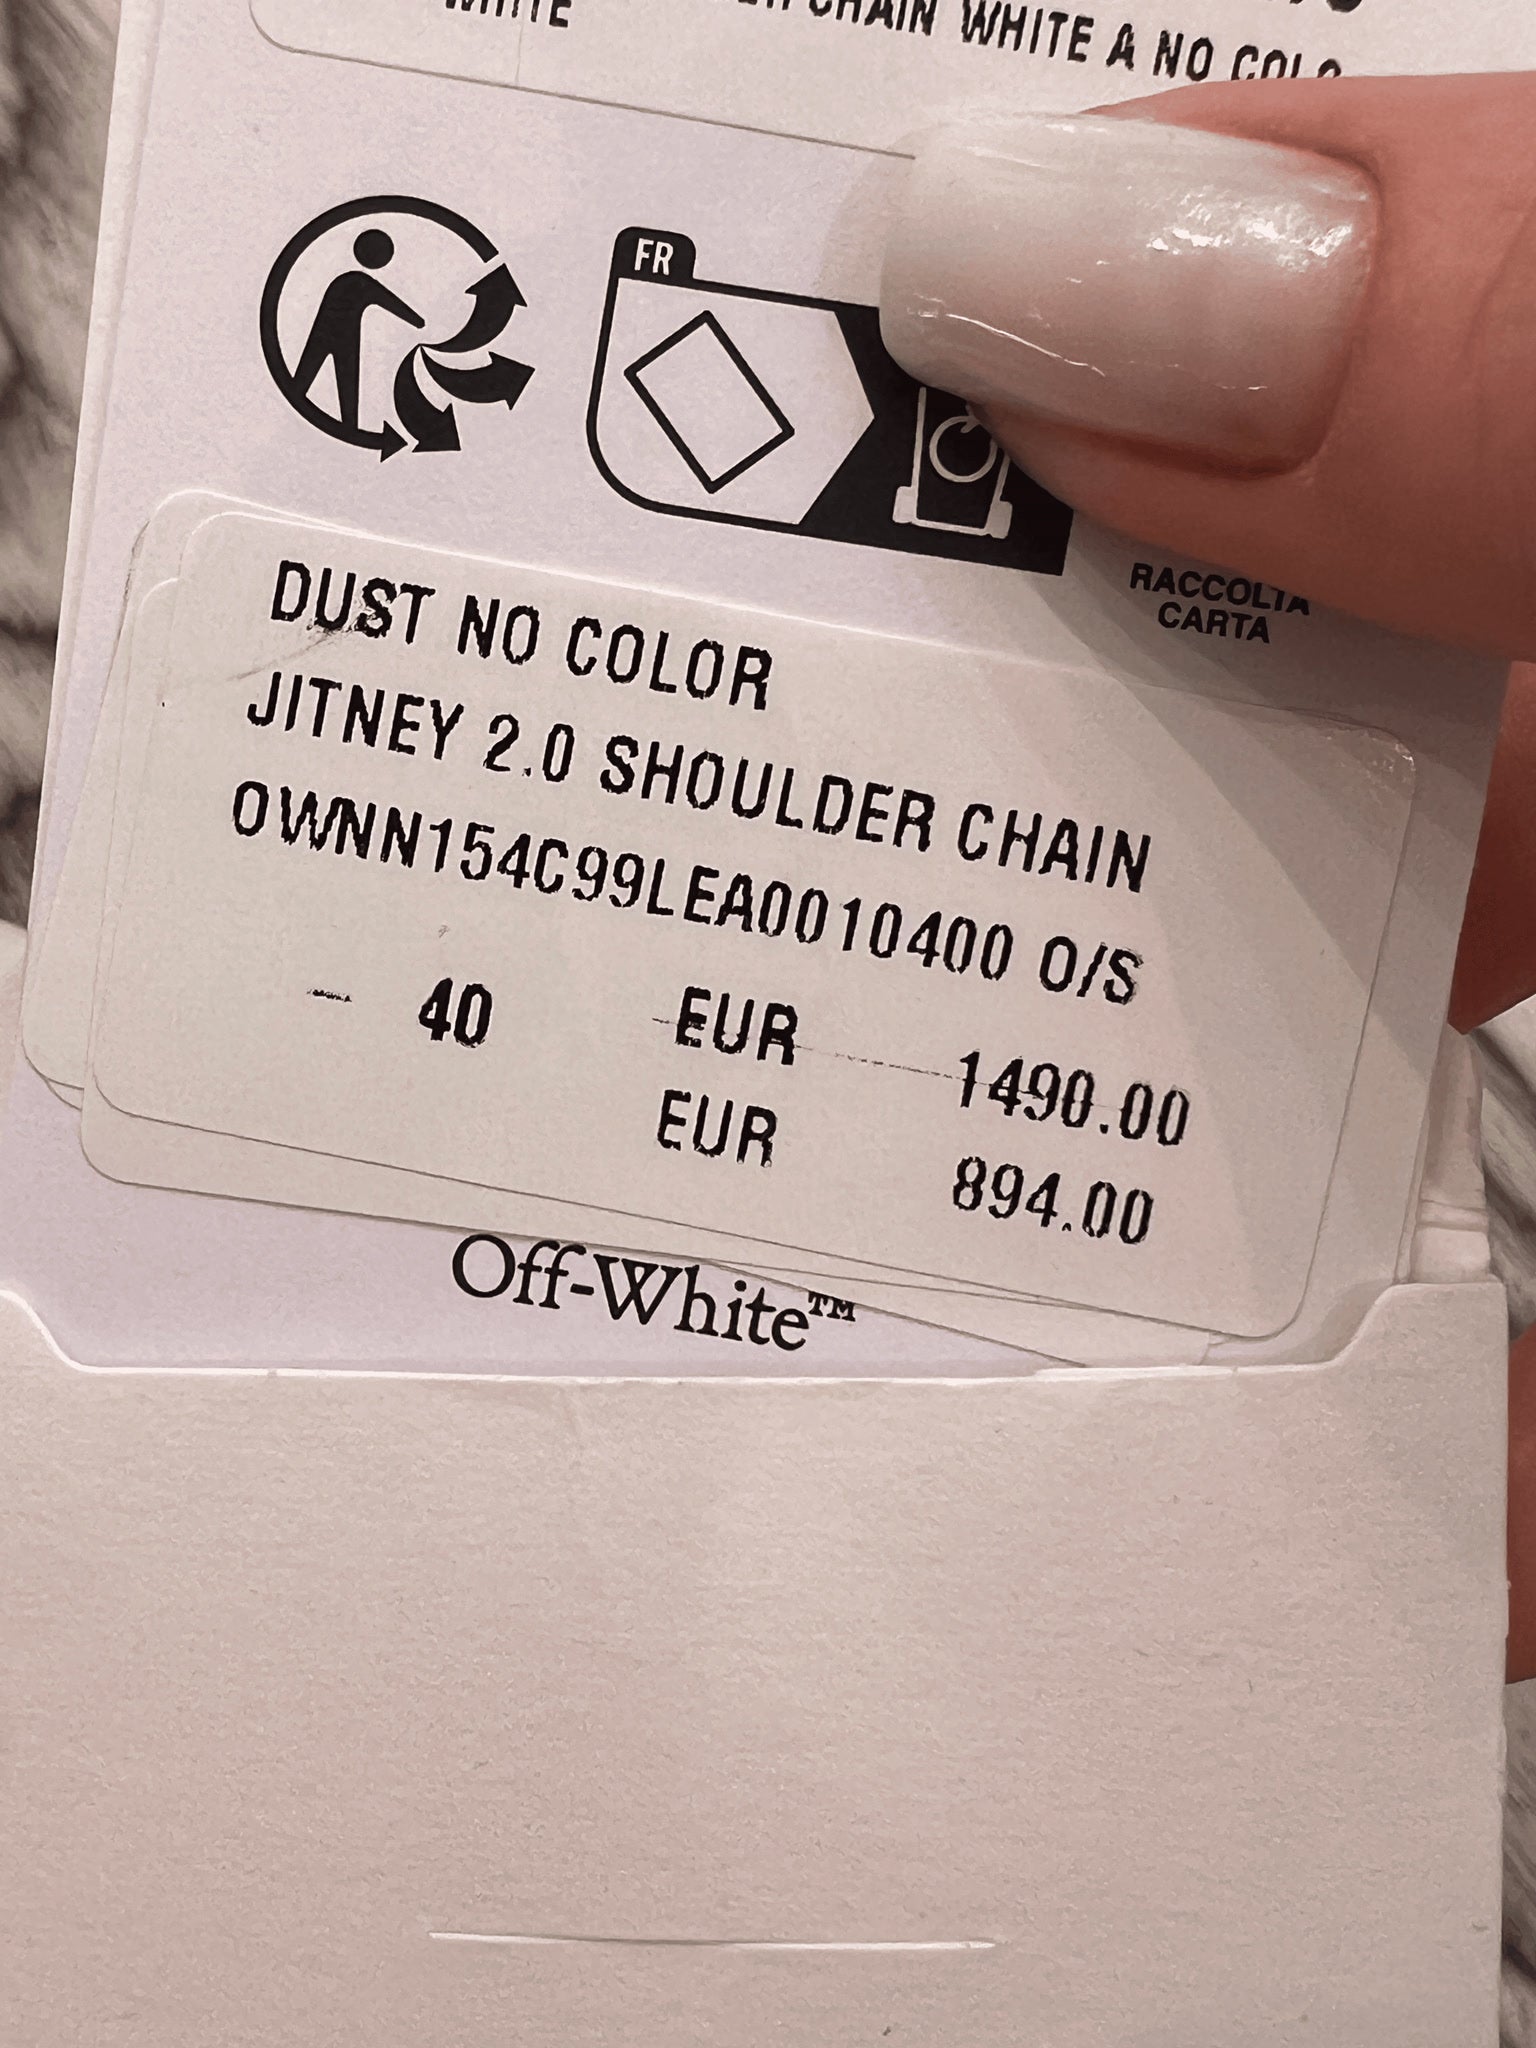 WHITE
CHAIN WHITE A NO COLO
FR
RACCOLTA
CARTA
DUST NO COLOR
JITNEY 2.0 SHOULDER CHAIN
OWNN154C99LEA0010400 O/S
- 40 EUR 1490.00
EUR 894.00
Off-White™